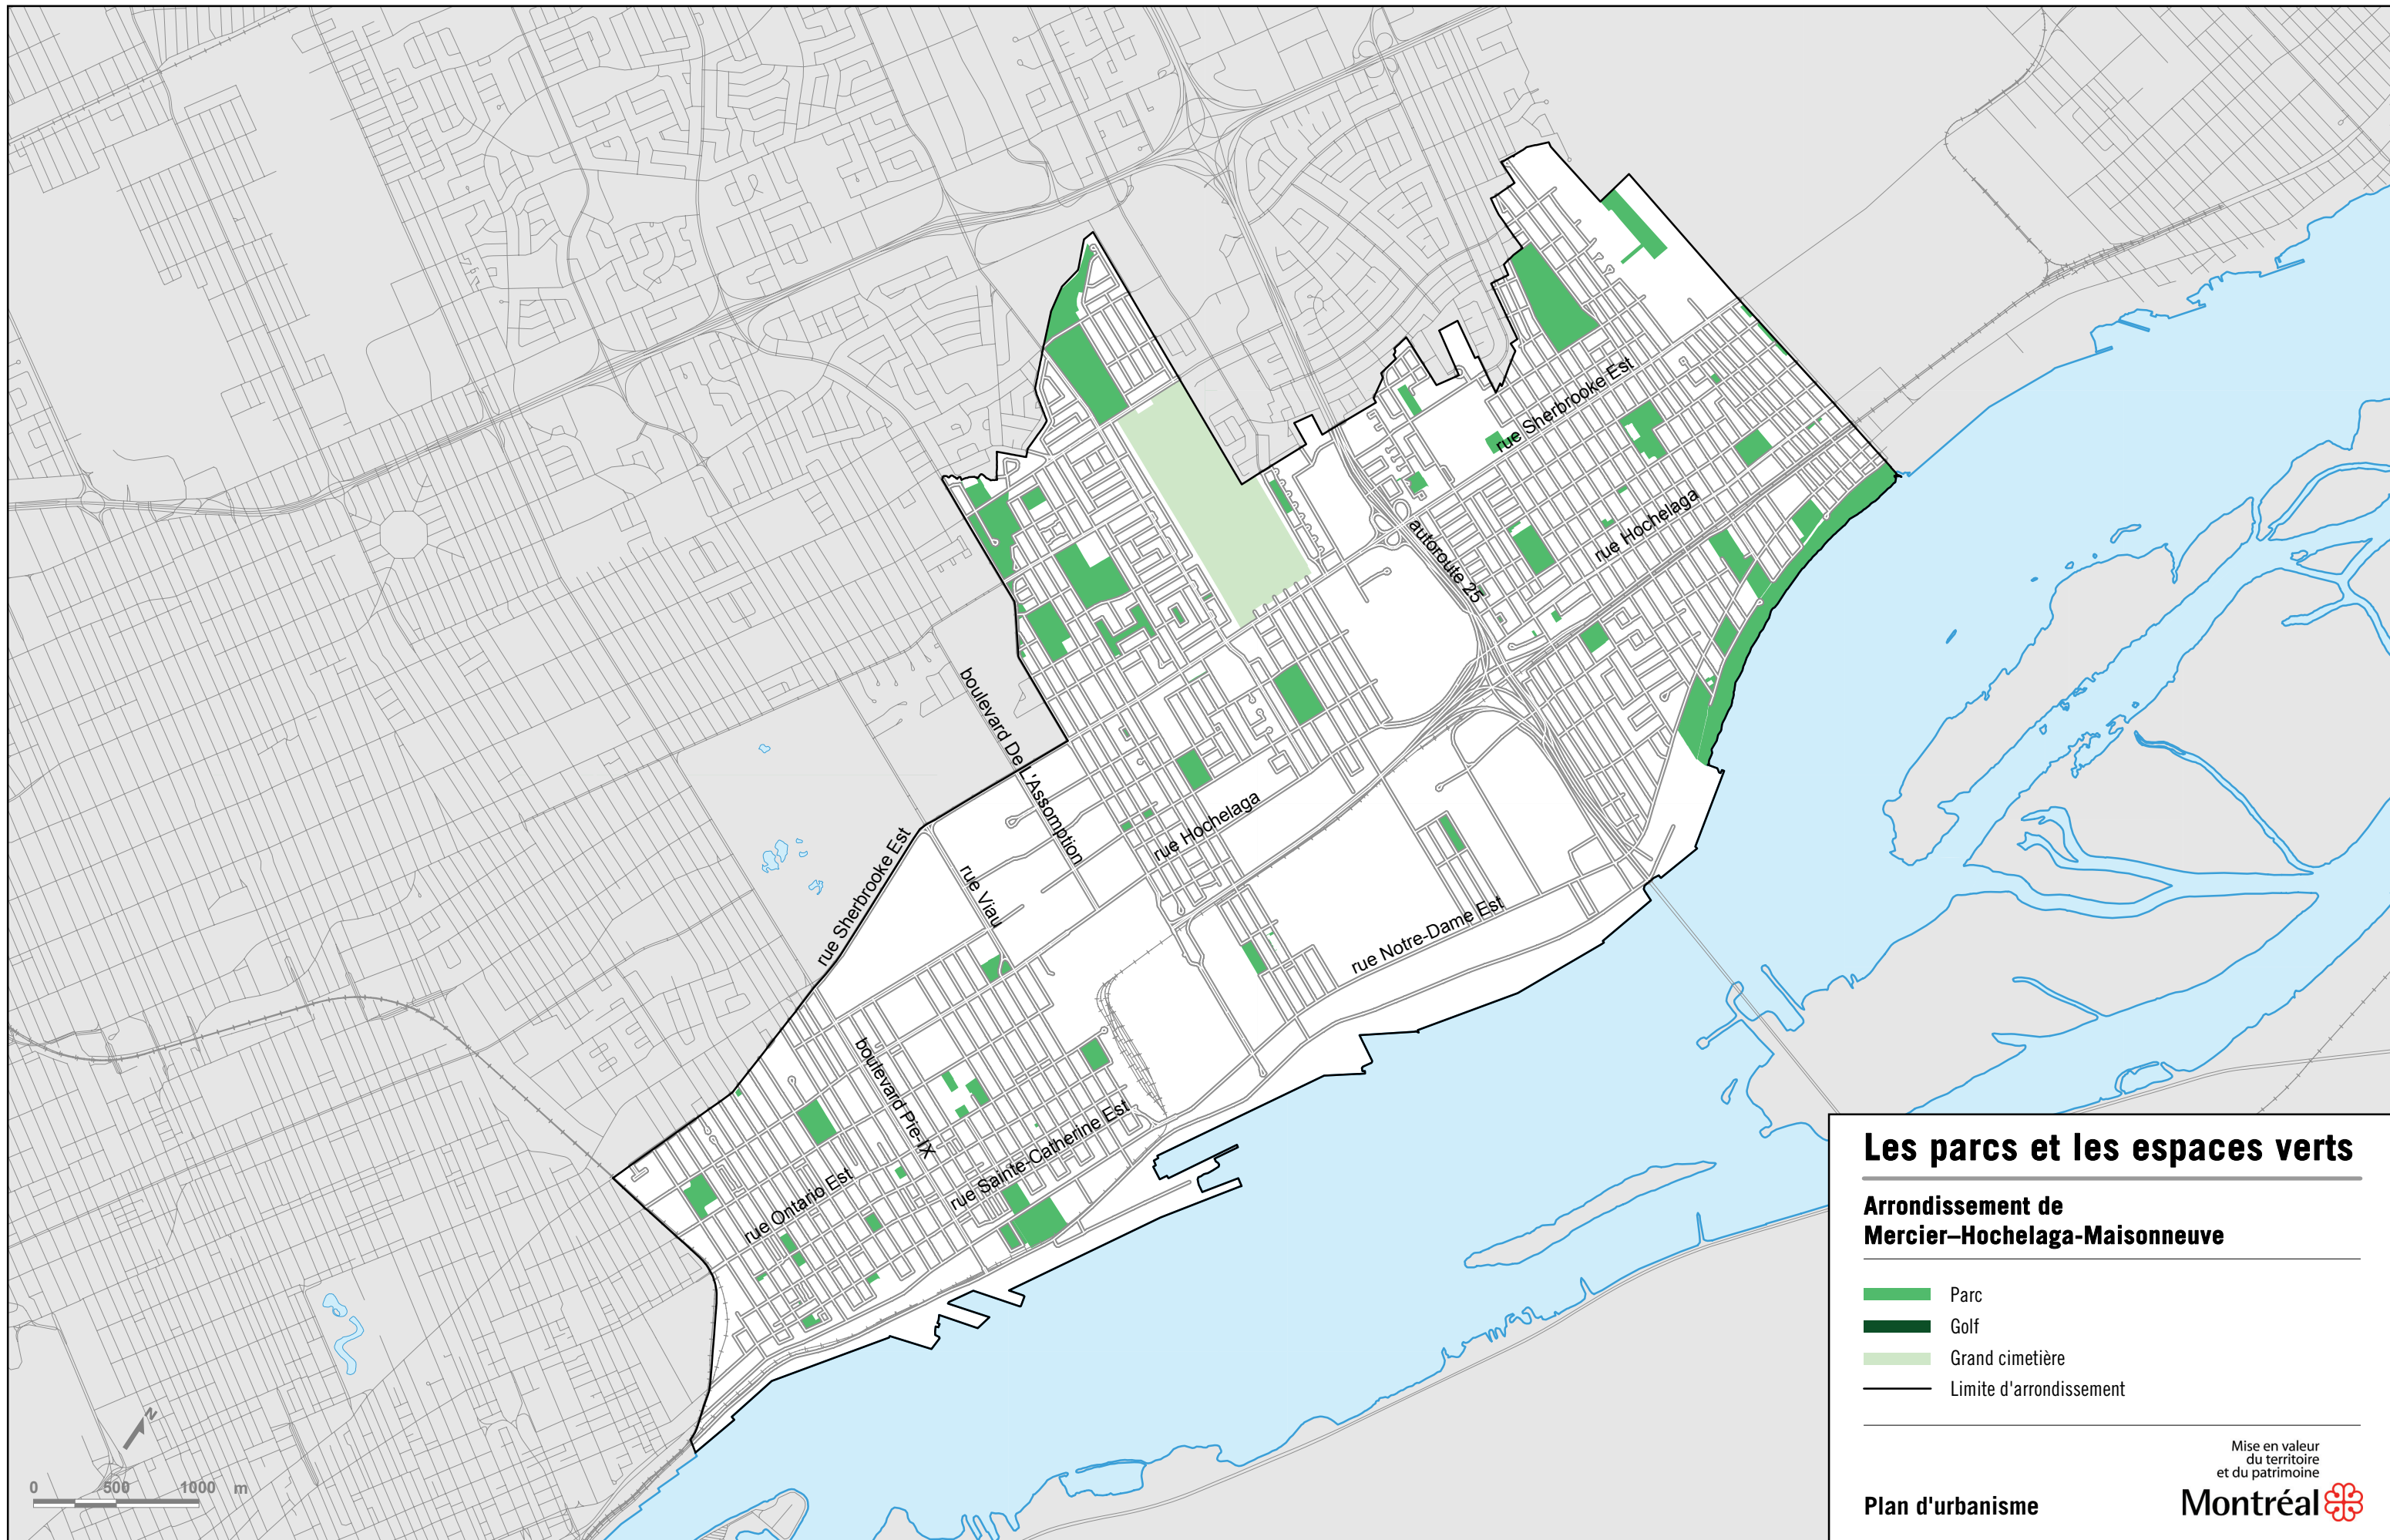 rue Sherbrooke Est
autoroute 25
rue Hochelaga
boulevard De L'Assomption
rue Hochelaga
rue Sherbrooke Est
rue Viau
rue Notre-Dame Est
boulevard Pie-IX
rue Sainte-Catherine Est
rue Ontario Est
N
0 500 1000 m
Les parcs et les espaces verts
Arrondissement de
Mercier–Hochelaga-Maisonneuve
Parc
Golf
Grand cimetière
Limite d'arrondissement
Mise en valeur
du territoire
et du patrimoine
Plan d'urbanisme
Montréal